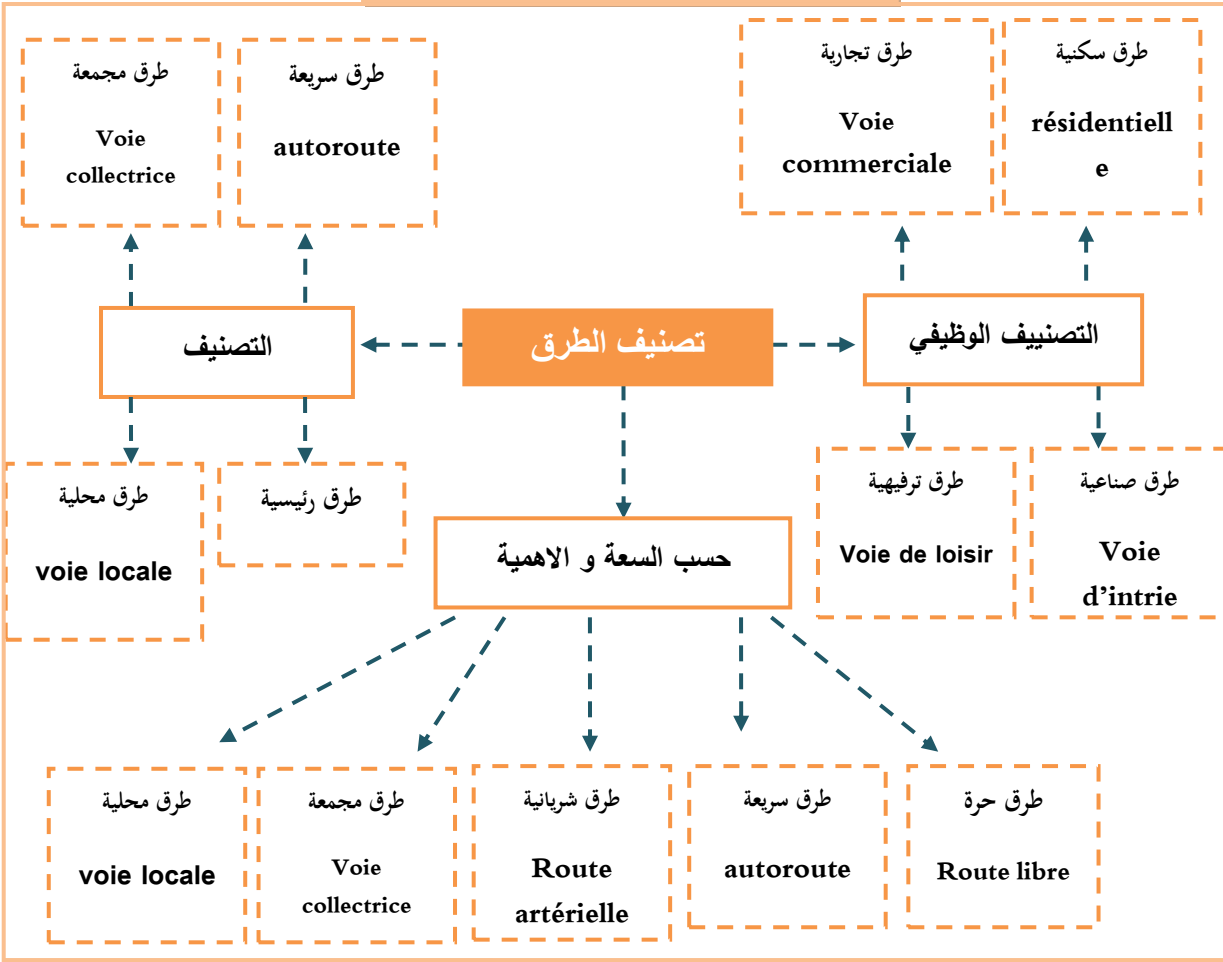 طرق سكنية
résidentiell
e
طرق تجارية
Voie
commerciale
طرق سريعة
autoroute
طرق مجمعة
Voie
collectrice
التصنييف الوظيفي
تصنيف الطرق
التصنيف
طرق صناعية
Voie
d’intrie
طرق ترفيهية
Voie de loisir
طرق رئيسية
طرق محلية
voie locale
حسب السعة و الاهمية
طرق حرة
Route libre
طرق سريعة
autoroute
طرق شريانية
Route
artérielle
طرق مجمعة
Voie
collectrice
طرق محلية
voie locale